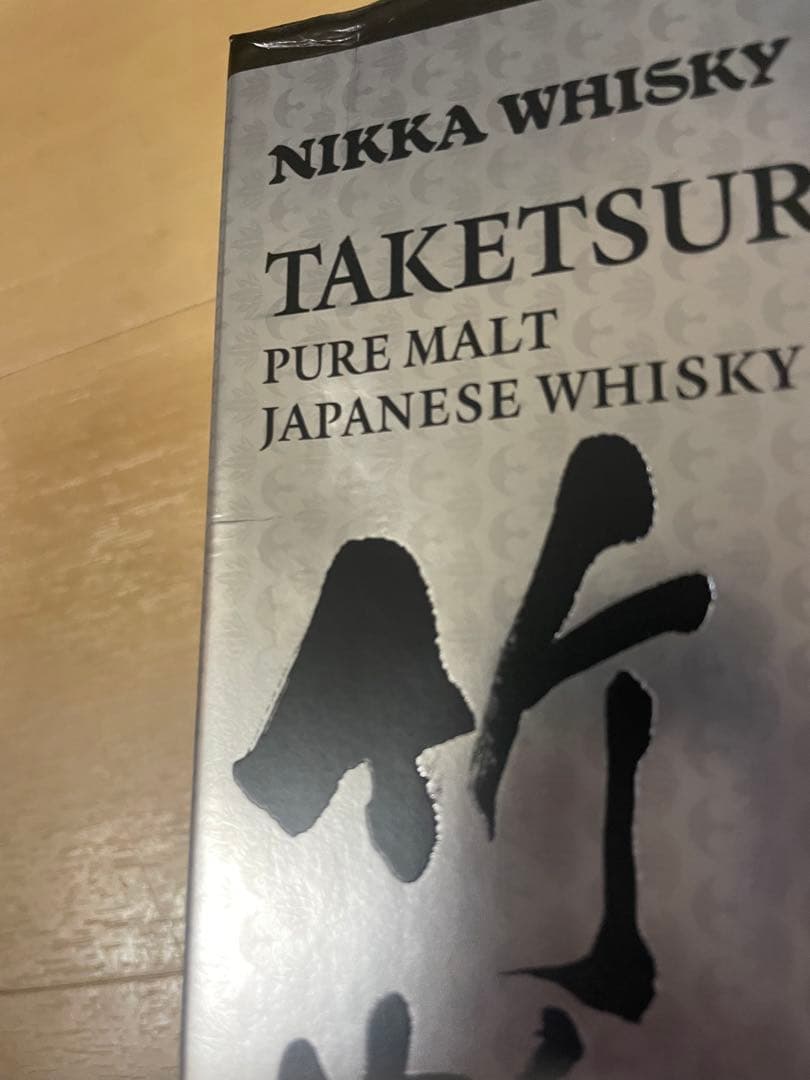 NIKKA WHISKY
TAKETSUR
PURE MALT
JAPANESE WHISKY
竹